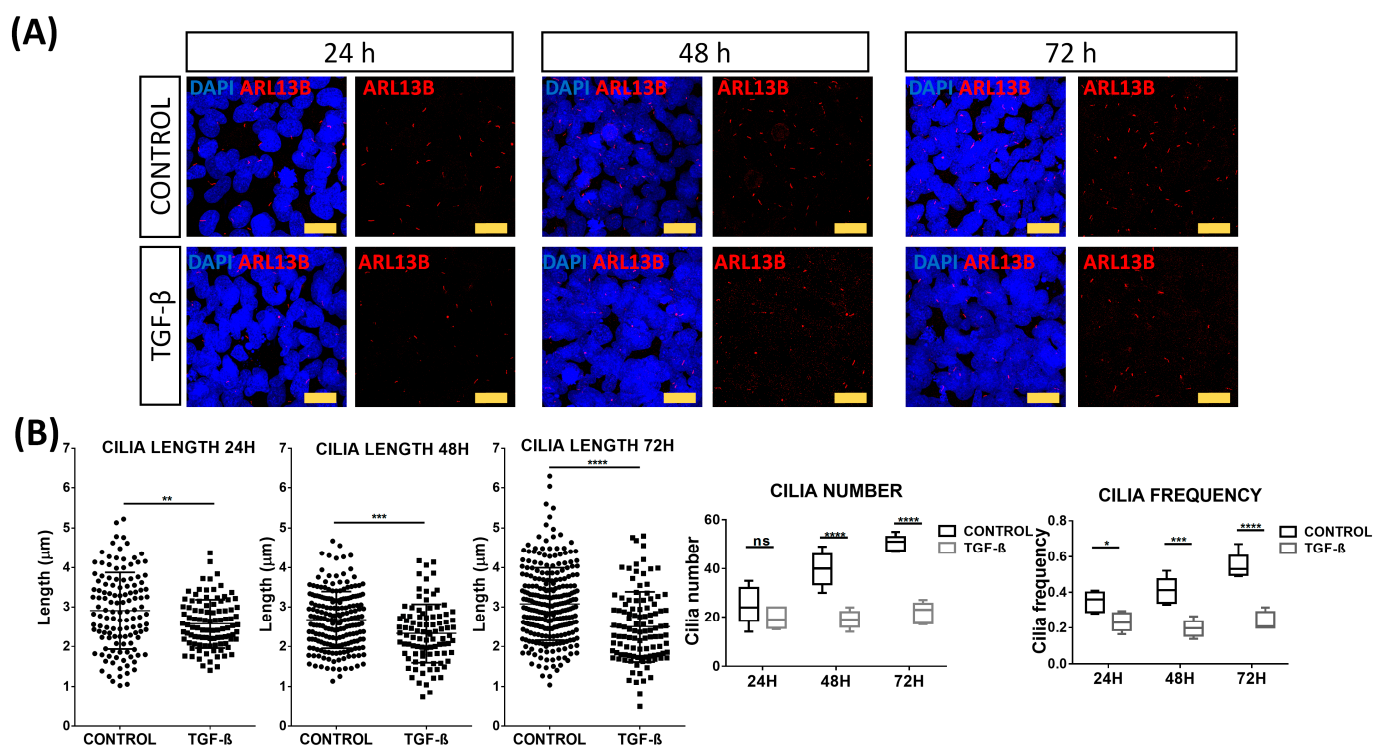 (A)
24 h
48 h
72 h
CONTROL
DAPI ARL13B
ARL13B
DAPI ARL13B
ARL13B
DAPI ARL13B
ARL13B
TGF-β
DAPI ARL13B
ARL13B
DAPI ARL13B
ARL13B
DAPI ARL13B
ARL13B
(B)
CILIA LENGTH 24H
Length (μm)
7
6
5
4
3
2
1
0
**
CONTROL
TGF-ß
CILIA LENGTH 48H
Length (μm)
7
6
5
4
3
2
1
0
***
CONTROL
TGF-ß
CILIA LENGTH 72H
Length (μm)
7
6
5
4
3
2
1
0
****
CONTROL
TGF-ß
CILIA NUMBER
Cilia number
60
40
20
0
ns
****
****
24H
48H
72H
CONTROL
TGF-ß
CILIA FREQUENCY
Cilia frequency
0.8
0.6
0.4
0.2
0.0
*
***
****
24H
48H
72H
CONTROL
TGF-ß